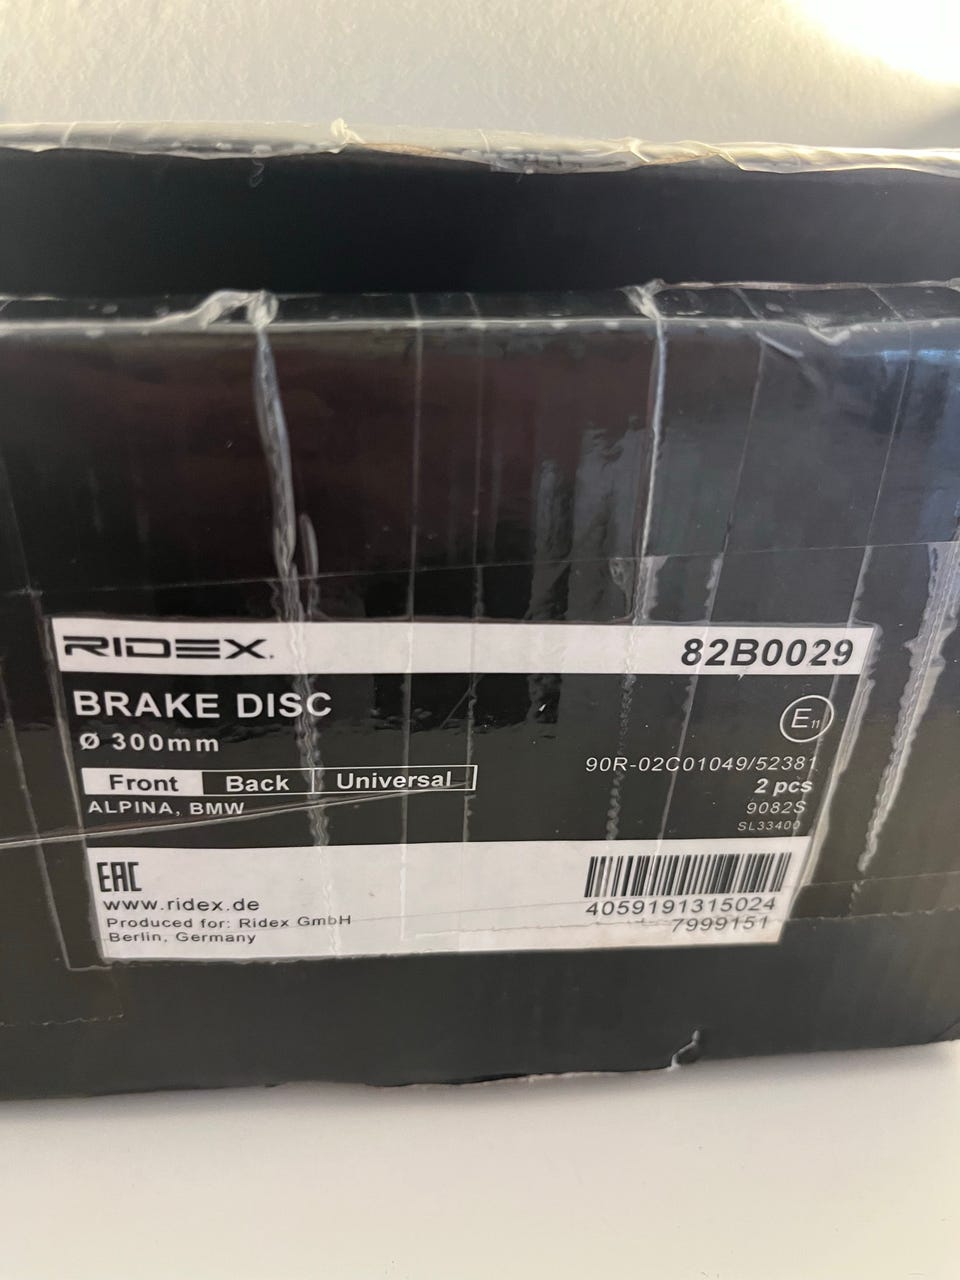 RIDEX.
82B0029
BRAKE DISC
Ø 300mm
E11
Front Back Universal
90R-02C01049/52381
ALPINA, BMW
2 pcs
9082S
SL33400
EAC
www.ridex.de
Produced for: Ridex GmbH
Berlin, Germany
4059191315024
7999151